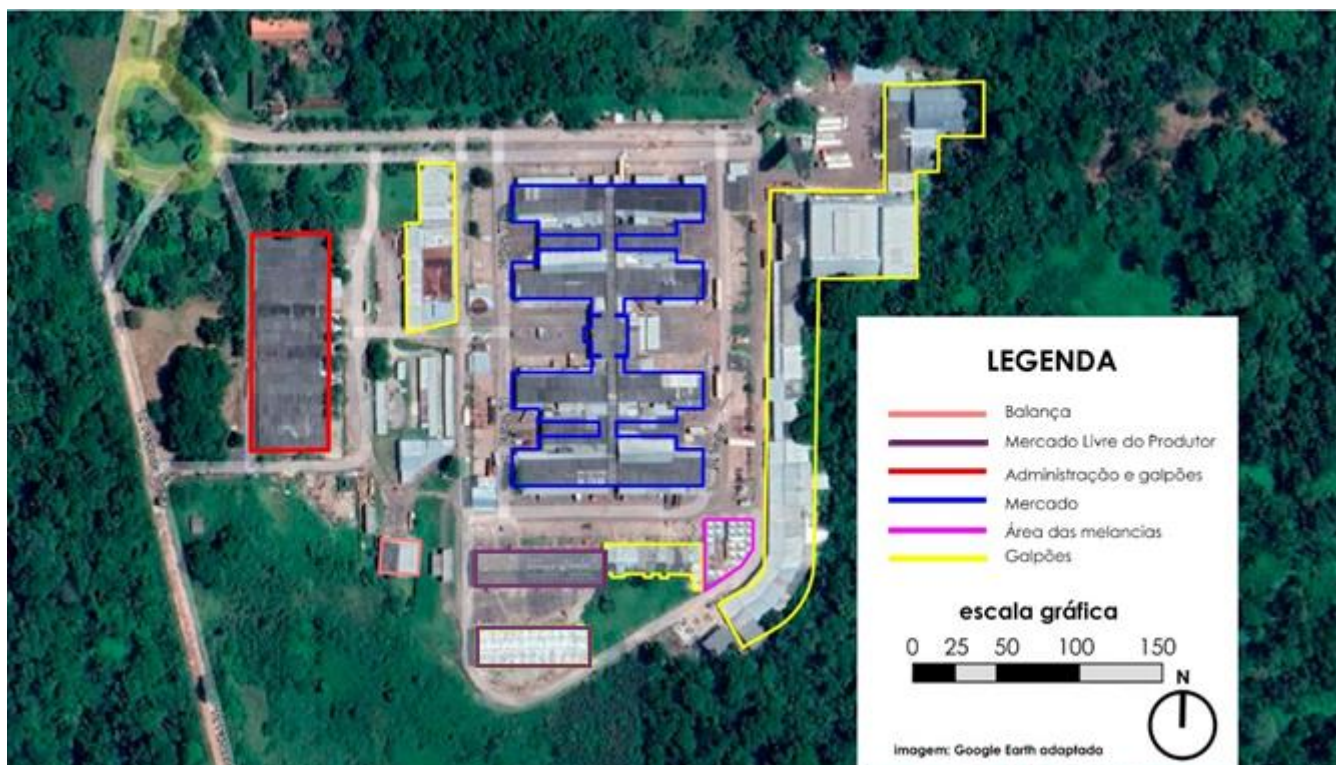 LEGENDA
Balança
Mercado Livre do Produtor
Administração e galpões
Mercado
Área das melancias
Galpões
escala gráfica
0 25 50 100 150
N
imagem: Google Earth adaptada